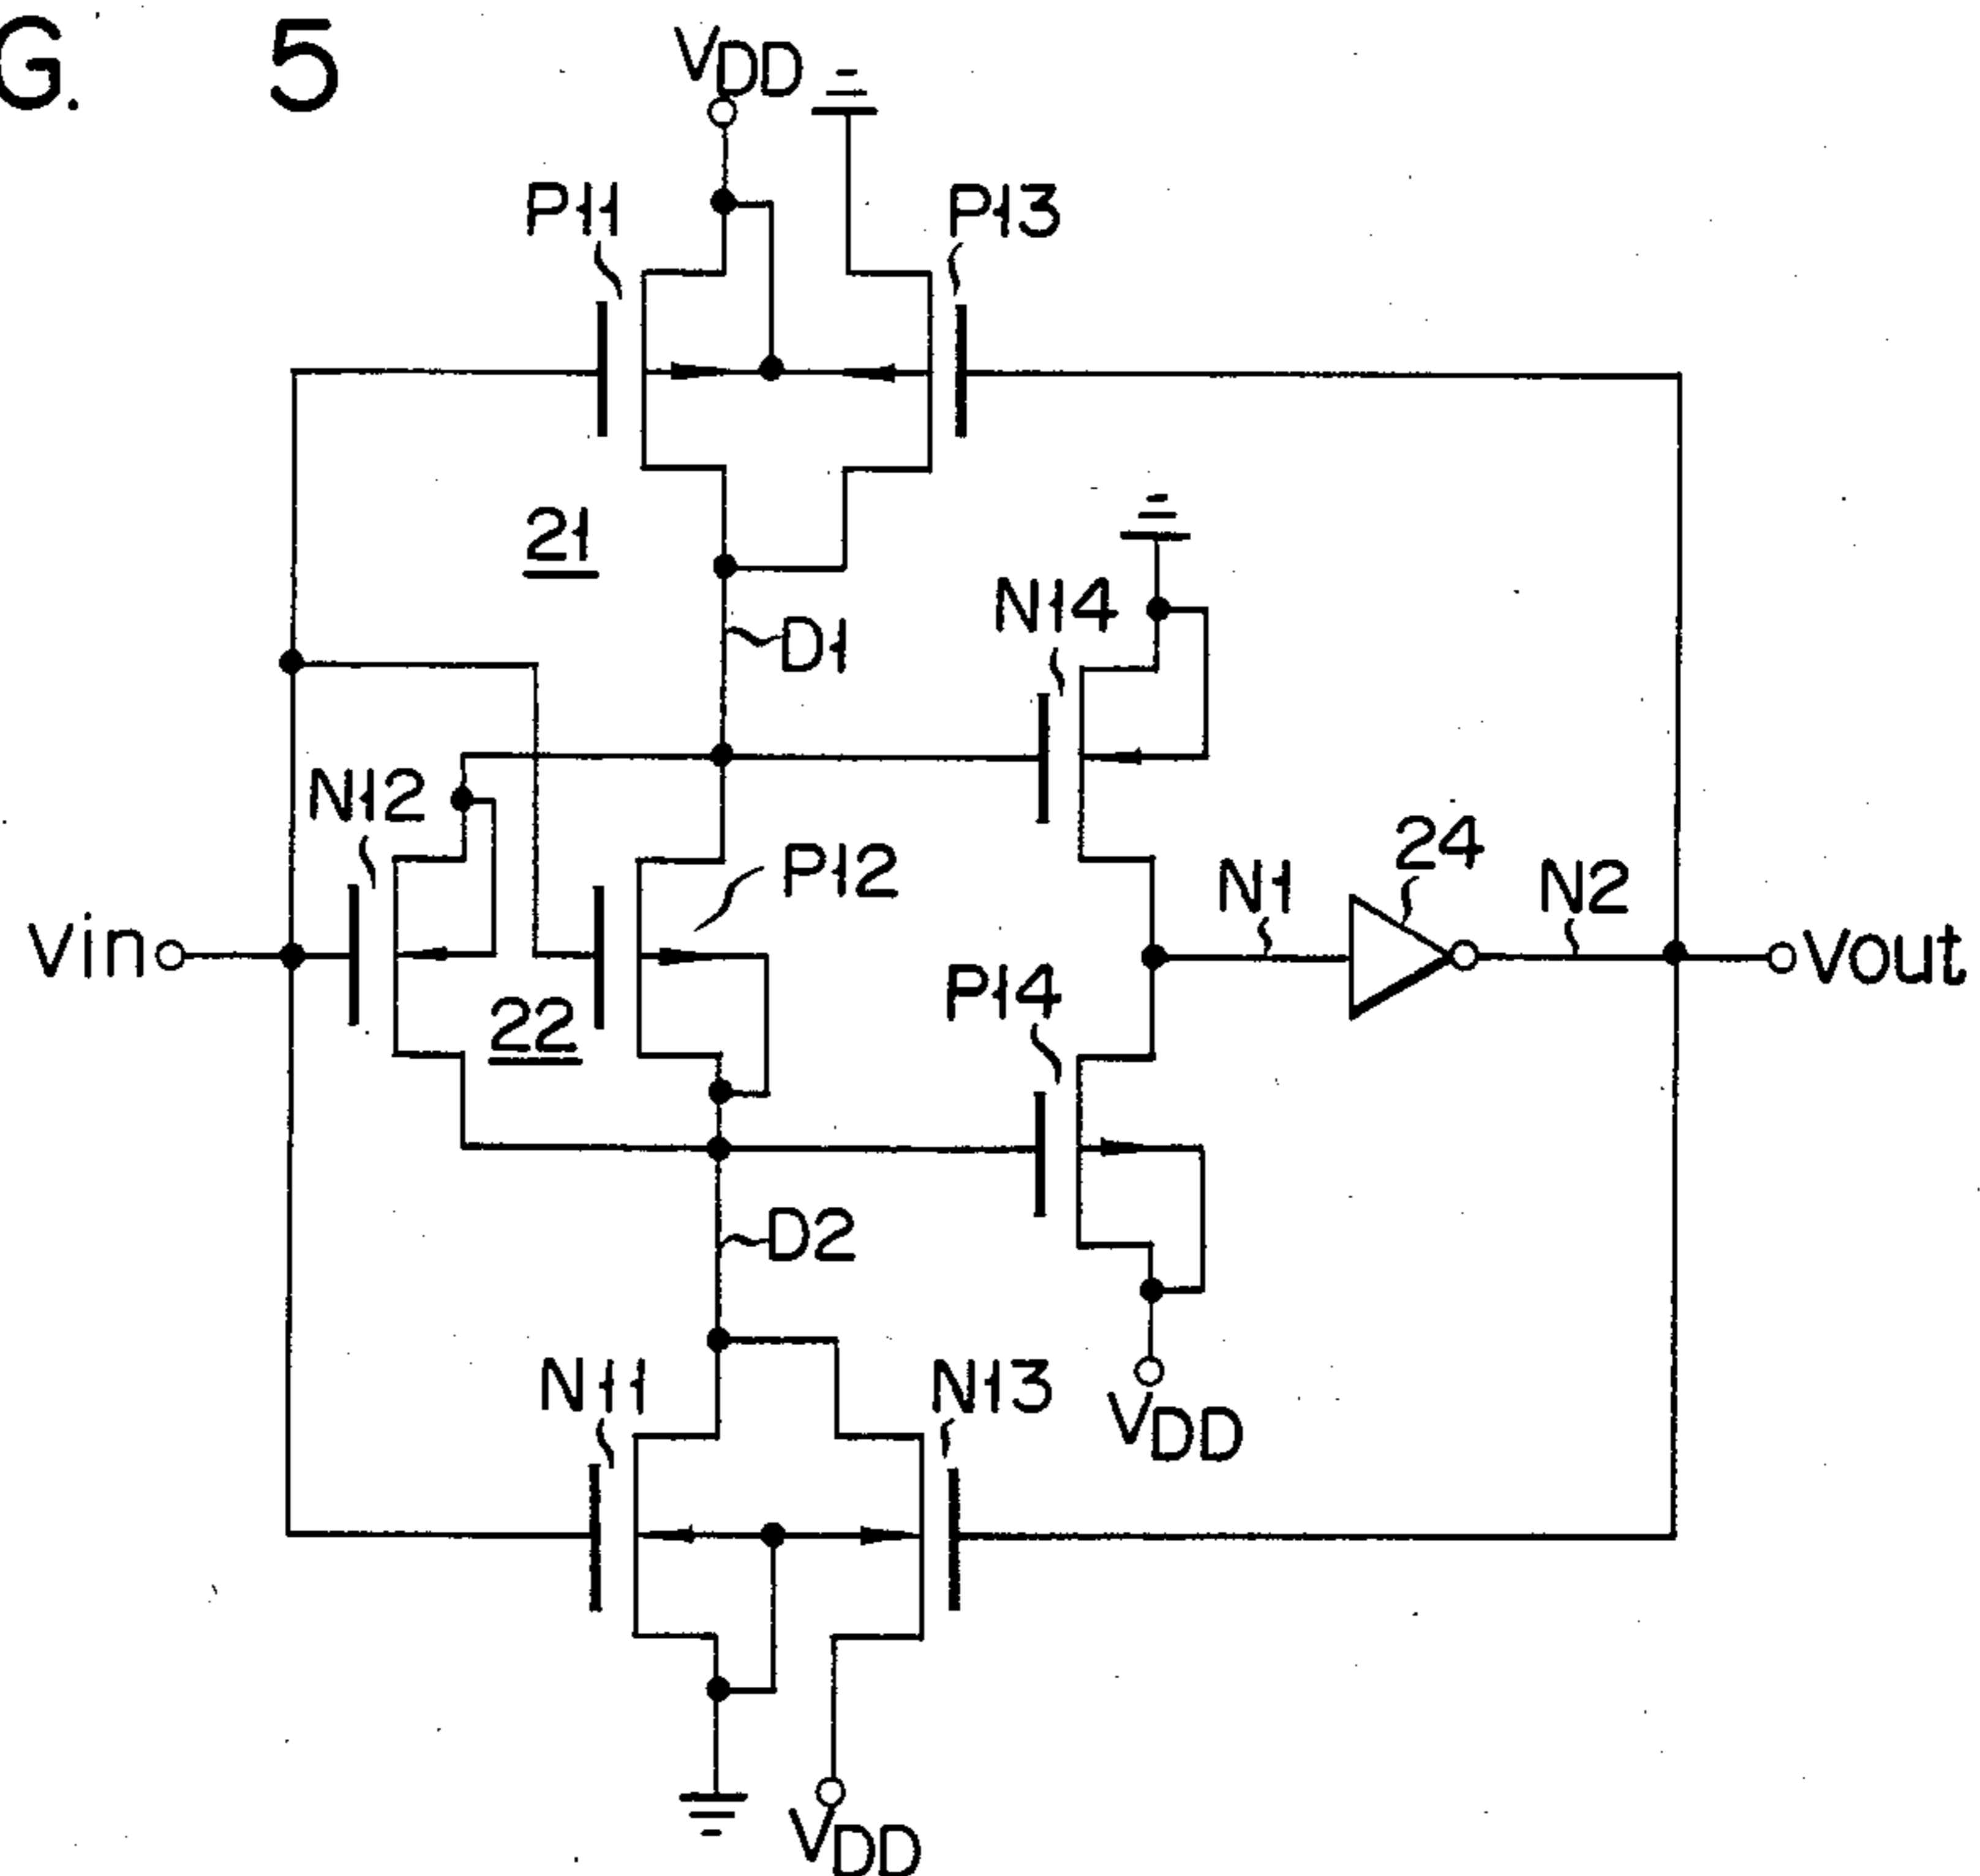 G. 5
VDD
P11
P13
21
D1
N14
N12
P12
24
N1
N2
Vin
Vout
22
P14
D2
N11
N13
VDD
VDD